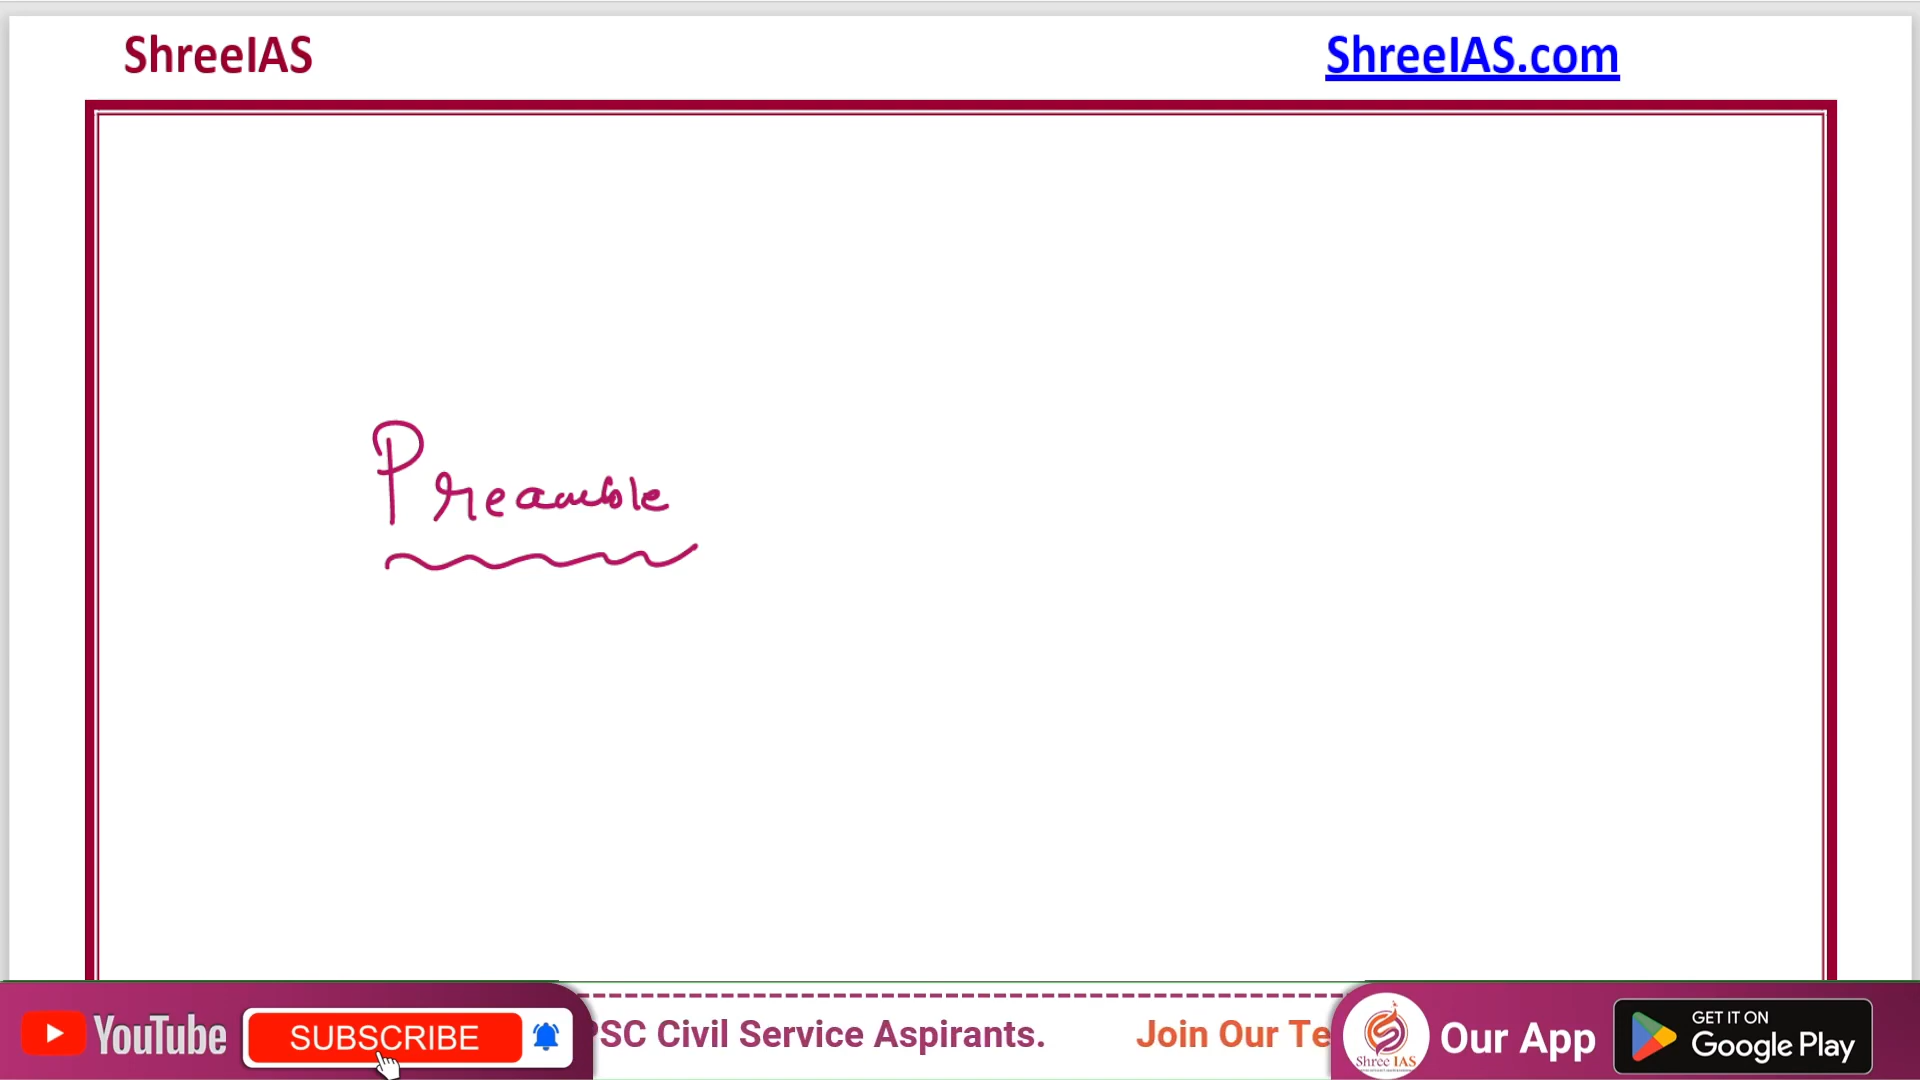 ShreeIAS
ShreeIAS.com
Preamble
YouTube
SUBSCRIBE
PSC Civil Service Aspirants.
Join Our Te
Shree IAS
Our App
GET IT ON
Google Play